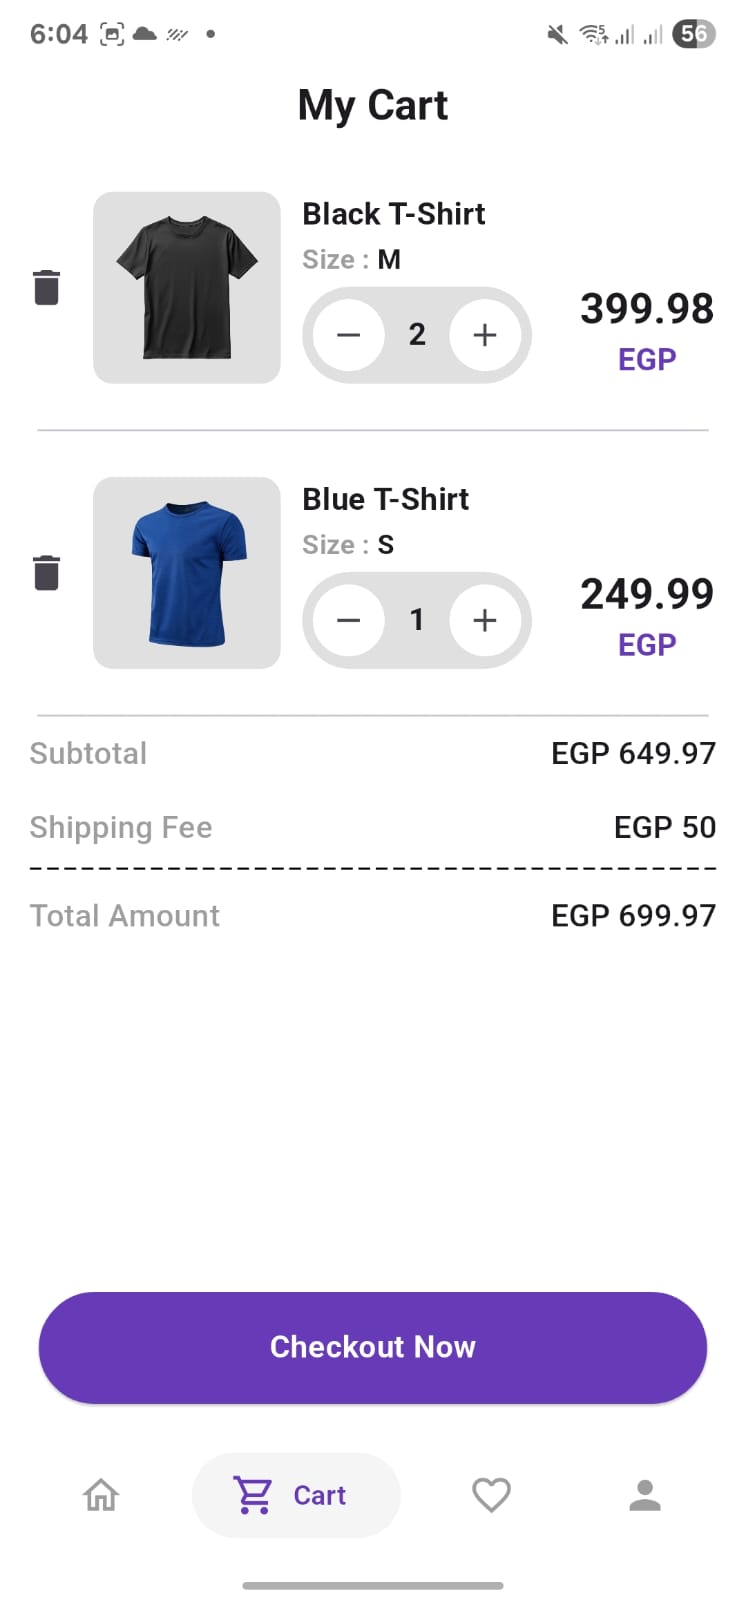 6:04
56
My Cart
Black T-Shirt
Size : M
2
399.98
EGP
Blue T-Shirt
Size : S
1
249.99
EGP
Subtotal EGP 649.97
Shipping Fee EGP 50
Total Amount EGP 699.97
Checkout Now
Cart